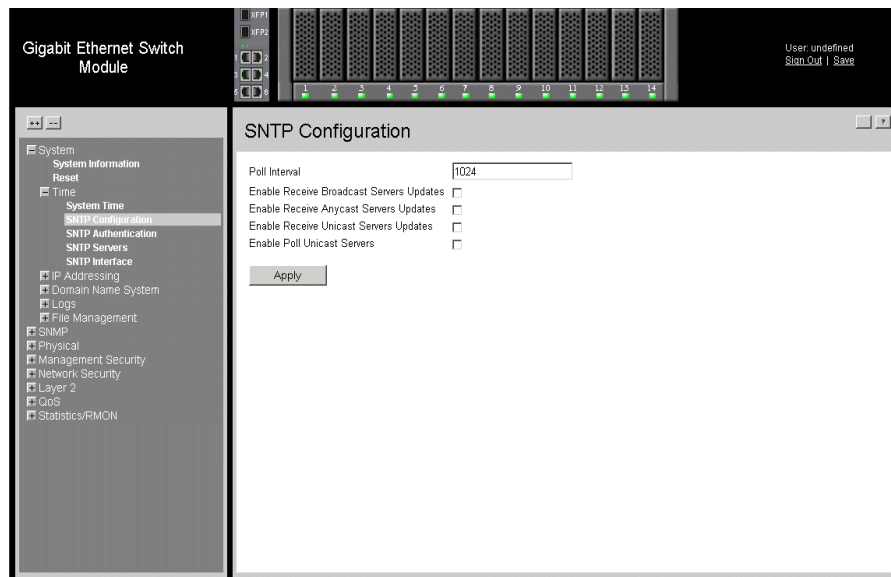 Gigabit Ethernet Switch
Module
XFP1
XFP2
1 2
3 4
5 6
1 2 3 4 5 6 7 8 9 10 11 12 13 14
User: undefined
Sign Out | Save
++ --
System
System Information
Reset
Time
System Time
SNTP Configuration
SNTP Authentication
SNTP Servers
SNTP Interface
IP Addressing
Domain Name System
Logs
File Management
SNMP
Physical
Management Security
Network Security
Layer 2
QoS
Statistics/RMON
SNTP Configuration
?
Poll Interval 1024
Enable Receive Broadcast Servers Updates
Enable Receive Anycast Servers Updates
Enable Receive Unicast Servers Updates
Enable Poll Unicast Servers
Apply